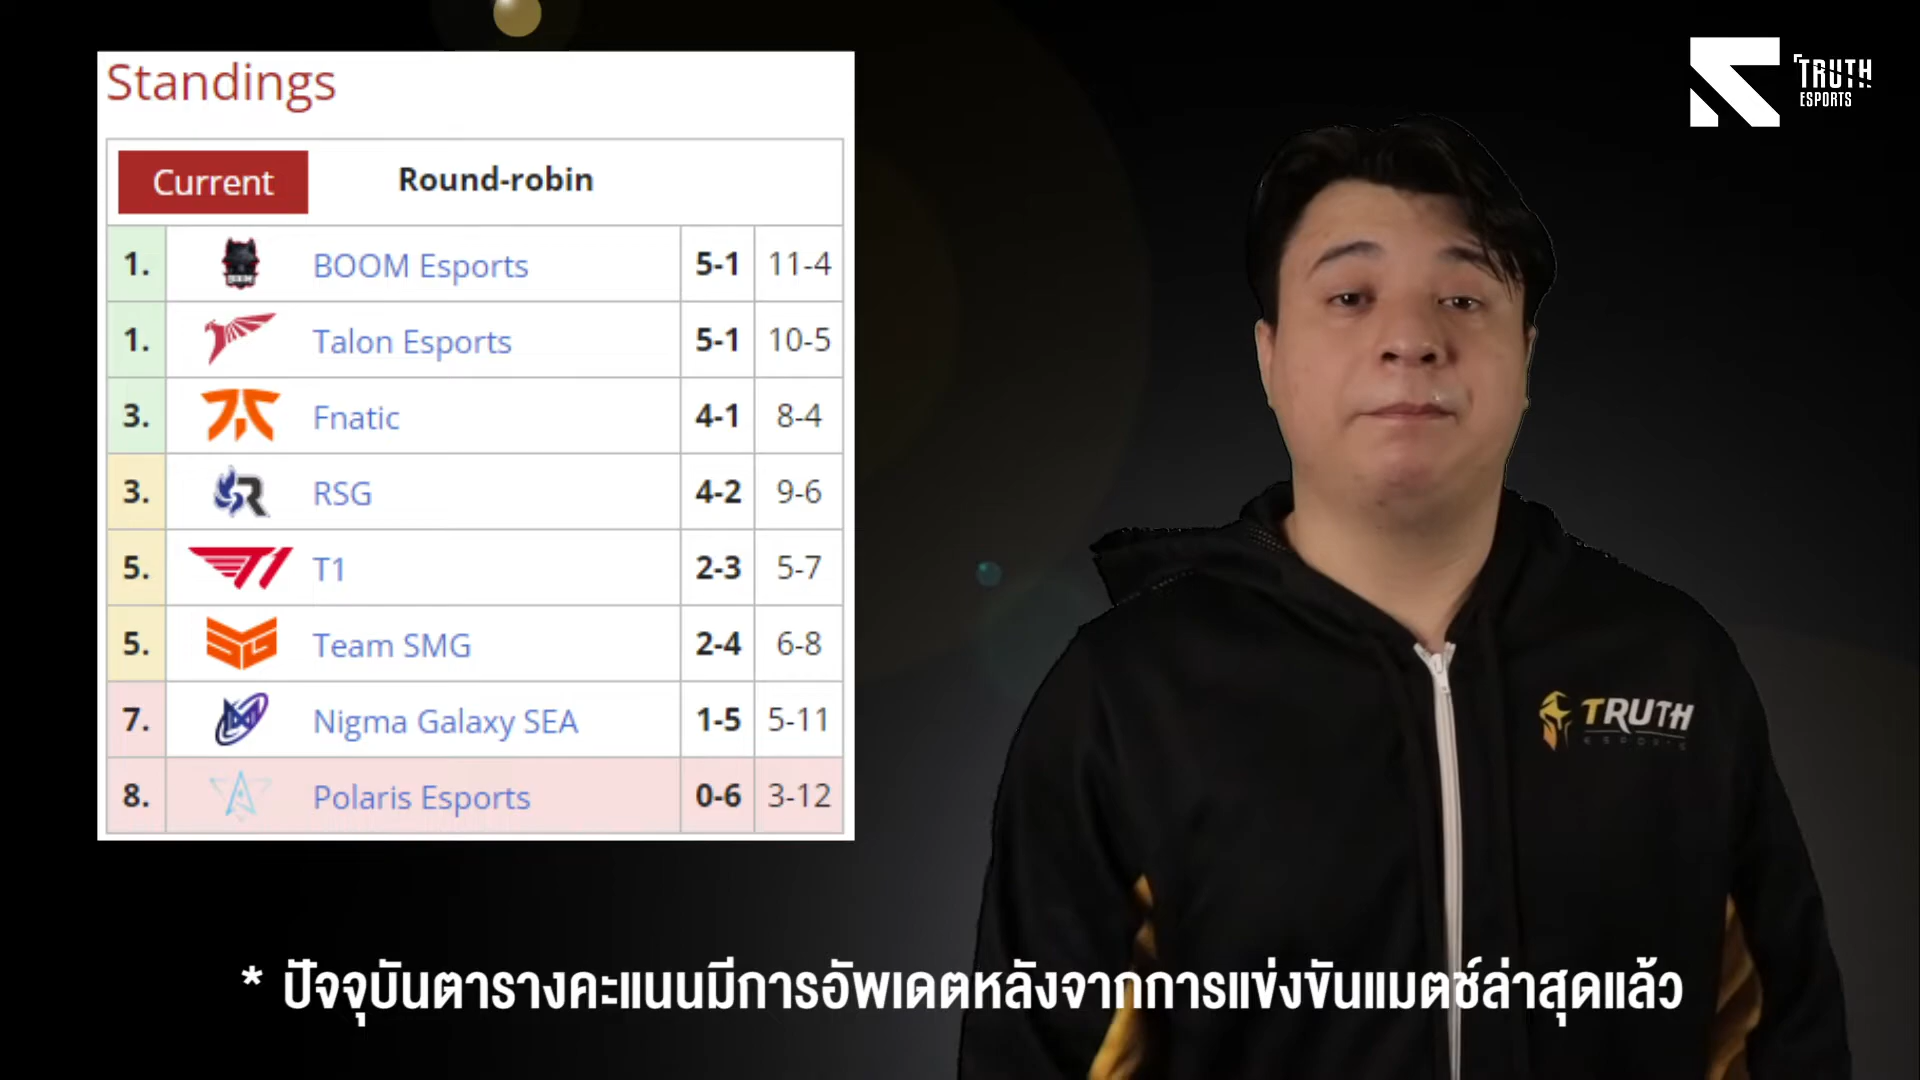 Standings
Current Round-robin
1. BOOM Esports 5-1 11-4
1. Talon Esports 5-1 10-5
3. Fnatic 4-1 8-4
3. RSG 4-2 9-6
5. T1 2-3 5-7
5. Team SMG 2-4 6-8
7. Nigma Galaxy SEA 1-5 5-11
8. Polaris Esports 0-6 3-12
TRUTH
ESPORTS
TRUTH
ESPORTS
* ปัจจุบันตารางคะแนนมีการอัพเดตหลังจากการแข่งขันแมตช์ล่าสุดแล้ว